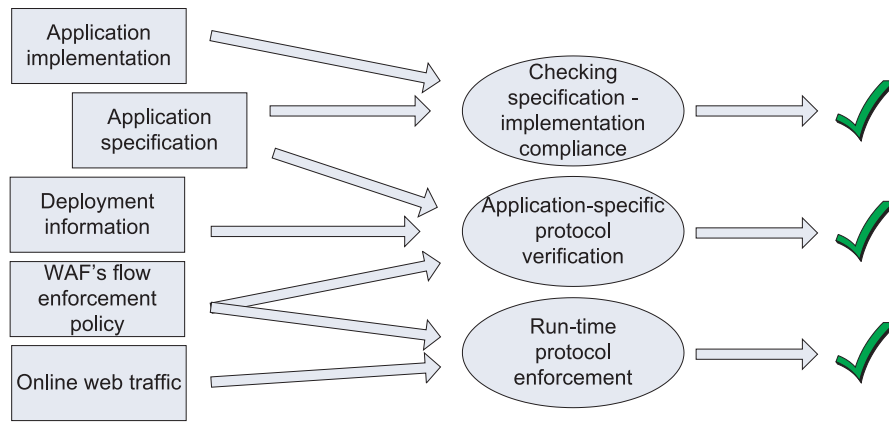 Application
implementation
Application
specification
Deployment
information
WAF's flow
enforcement
policy
Online web traffic
Checking
specification -
implementation
compliance
Application-specific
protocol
verification
Run-time
protocol
enforcement